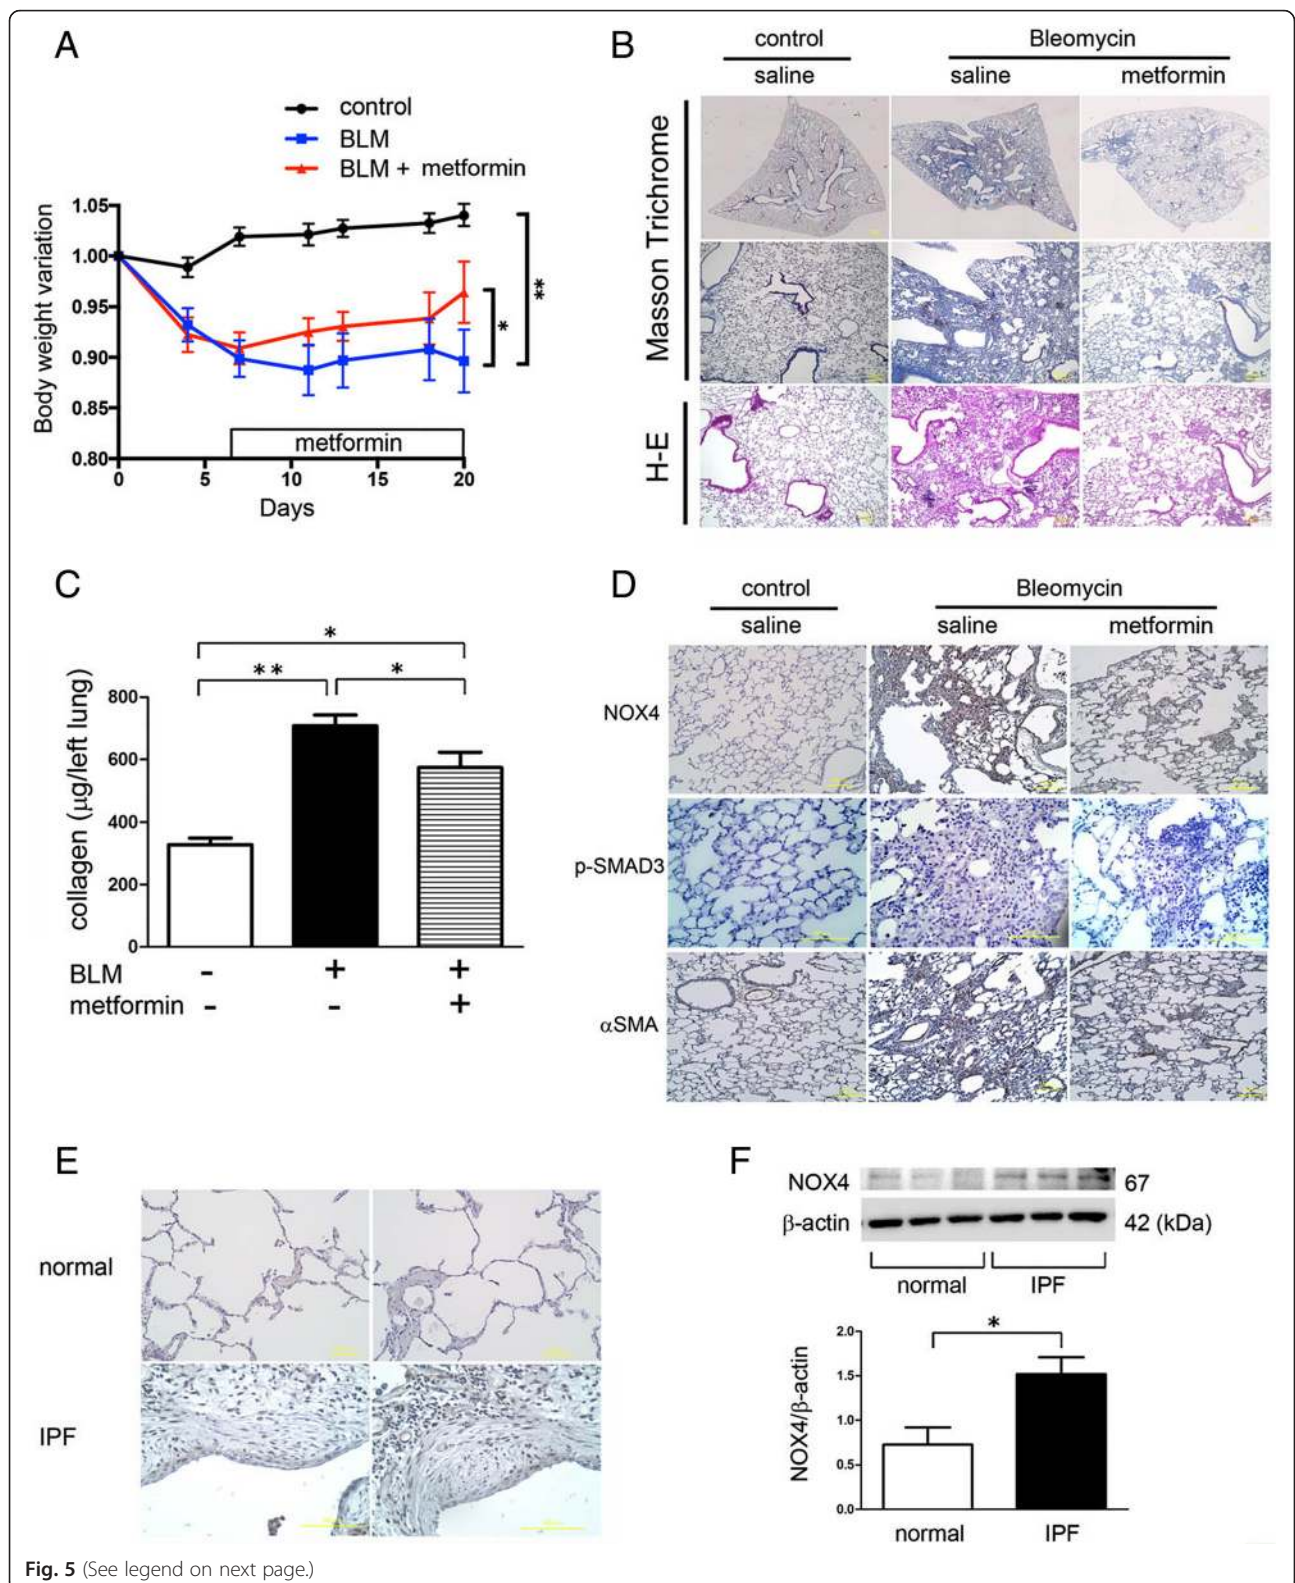 A
control
BLM
BLM + metformin
Body weight variation
1.05
1.00
0.95
0.90
0.85
0.80
metformin
*
**
0 5 10 15 20
Days
B
control Bleomycin
saline saline metformin
Masson Trichrome
H-E
C
collagen (μg/left lung)
*
** *
800
600
400
200
0
BLM - + +
metformin - - +
D
control Bleomycin
saline saline metformin
NOX4
p-SMAD3
αSMA
E
normal
IPF
F
NOX4 67
β-actin 42 (kDa)
normal IPF
NOX4/β-actin
*
2.0
1.5
1.0
0.5
0.0
normal IPF
Fig. 5 (See legend on next page.)